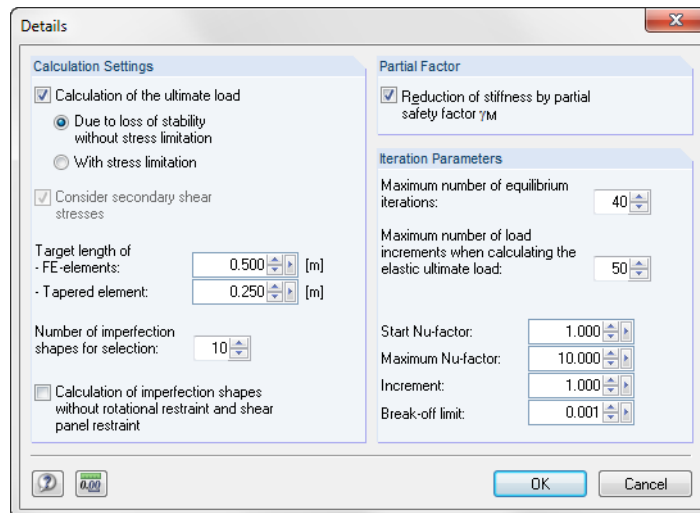 Details
Calculation Settings
Calculation of the ultimate load
Due to loss of stability
without stress limitation
With stress limitation
Consider secondary shear
stresses
Target length of
- FE-elements: 0.500 [m]
- Tapered element: 0.250 [m]
Number of imperfection
shapes for selection: 10
Calculation of imperfection shapes
without rotational restraint and shear
panel restraint
Partial Factor
Reduction of stiffness by partial
safety factor γM
Iteration Parameters
Maximum number of equilibrium
iterations: 40
Maximum number of load
increments when calculating the
elastic ultimate load: 50
Start Nu-factor: 1.000
Maximum Nu-factor: 10.000
Increment: 1.000
Break-off limit: 0.001
0.00
OK Cancel